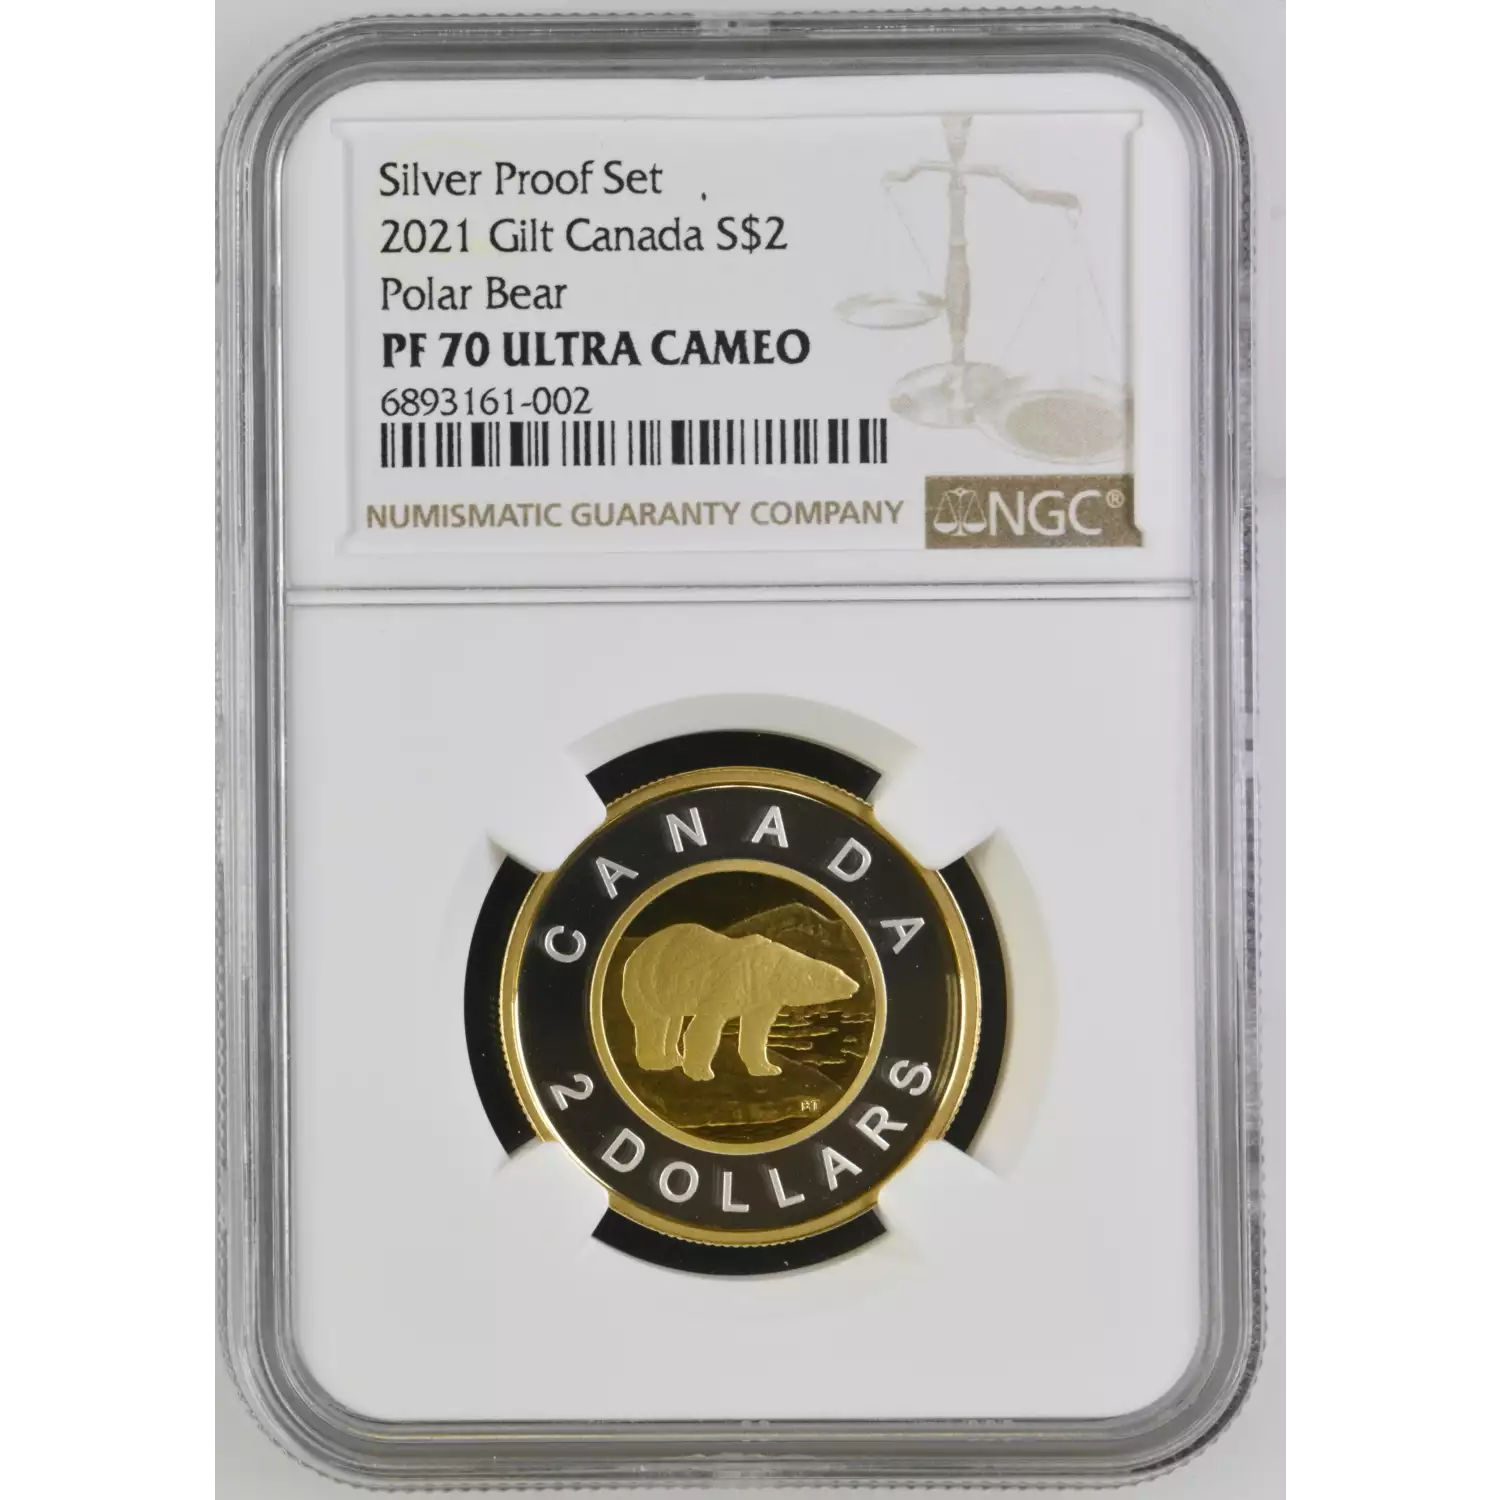 Silver Proof Set
2021 Gilt Canada S$2
Polar Bear
PF 70 ULTRA CAMEO
6893161-002
NUMISMATIC GUARANTY COMPANY
NGC®
CANADA
2 DOLLARS
BT